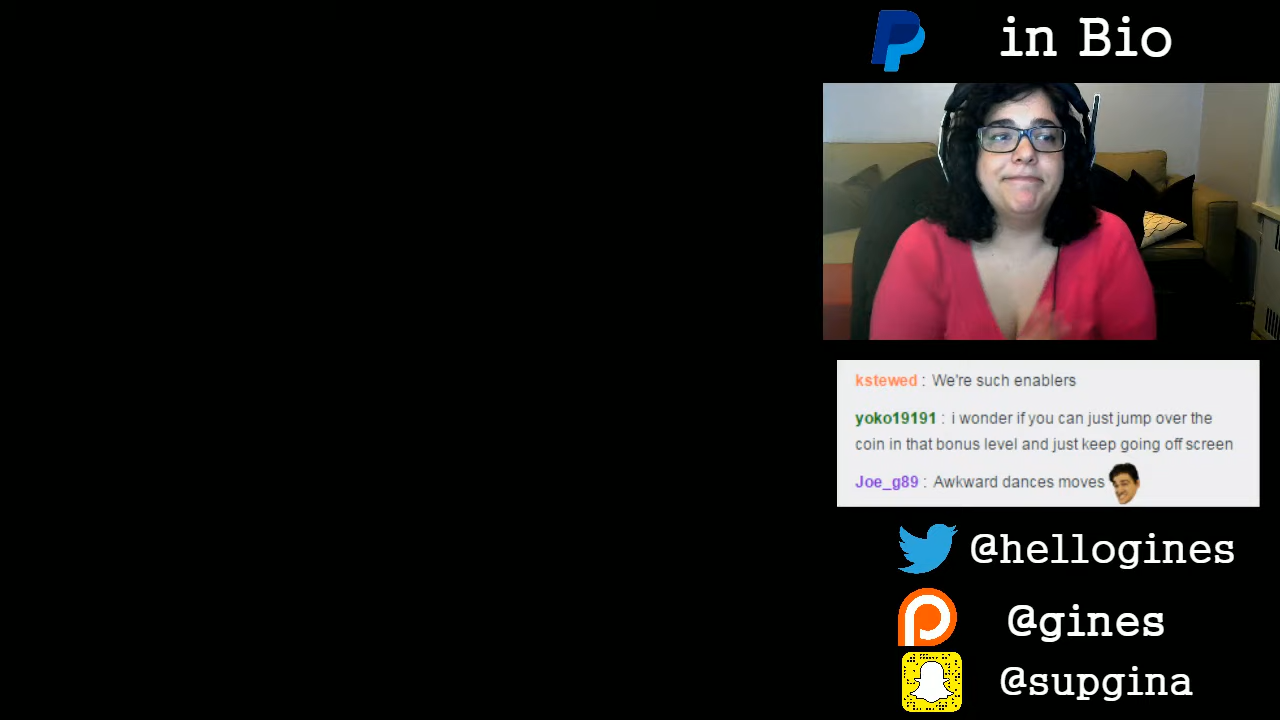 in Bio
kstewed : We're such enablers
yoko19191 : i wonder if you can just jump over the
coin in that bonus level and just keep going off screen
Joe_g89 : Awkward dances moves
@hellogines
@gines
@supgina